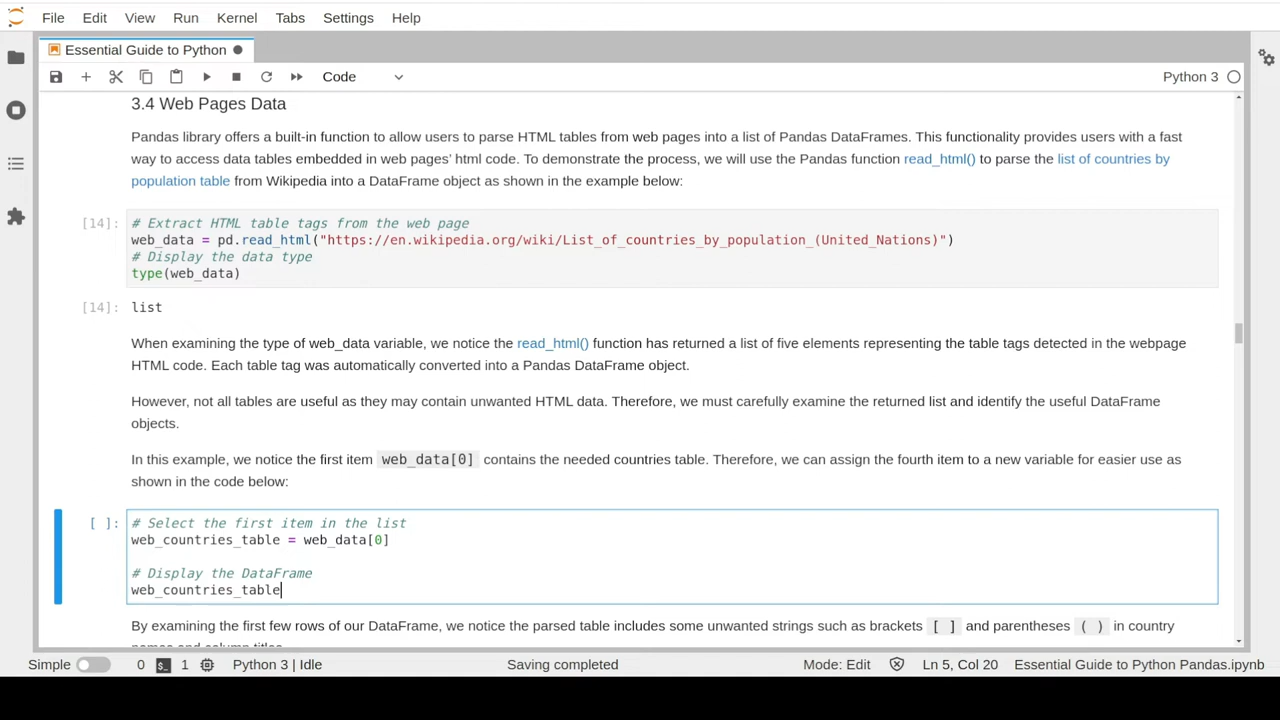 File Edit View Run Kernel Tabs Settings Help
Essential Guide to Python
Code
Python 3
3.4 Web Pages Data
Pandas library offers a built-in function to allow users to parse HTML tables from web pages into a list of Pandas DataFrames. This functionality provides users with a fast
way to access data tables embedded in web pages’ html code. To demonstrate the process, we will use the Pandas function read_html() to parse the list of countries by
population table from Wikipedia into a DataFrame object as shown in the example below:
[14]: # Extract HTML table tags from the web page
web_data = pd.read_html("https://en.wikipedia.org/wiki/List_of_countries_by_population_(United_Nations)")
# Display the data type
type(web_data)
[14]: list
When examining the type of web_data variable, we notice the read_html() function has returned a list of five elements representing the table tags detected in the webpage
HTML code. Each table tag was automatically converted into a Pandas DataFrame object.
However, not all tables are useful as they may contain unwanted HTML data. Therefore, we must carefully examine the returned list and identify the useful DataFrame
objects.
In this example, we notice the first item web_data[0] contains the needed countries table. Therefore, we can assign the fourth item to a new variable for easier use as
shown in the code below:
[ ]: # Select the first item in the list
web_countries_table = web_data[0]
# Display the DataFrame
web_countries_table
By examining the first few rows of our DataFrame, we notice the parsed table includes some unwanted strings such as brackets [ ] and parentheses ( ) in country
names and column titles.
Simple 0 1 Python 3 | Idle Saving completed Mode: Edit Ln 5, Col 20 Essential Guide to Python Pandas.ipynb